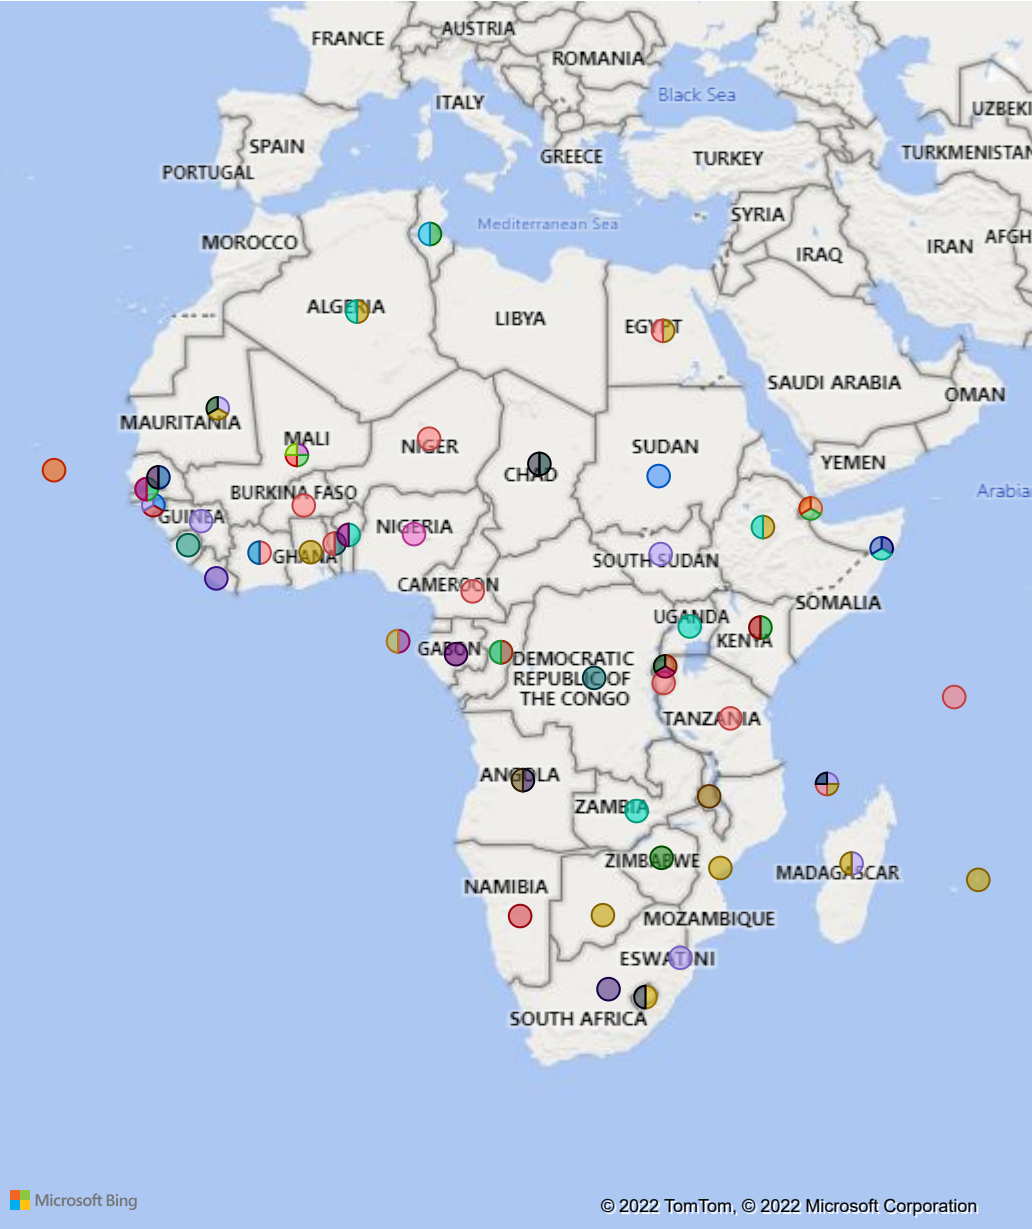 FRANCE
AUSTRIA
ROMANIA
Black Sea
ITALY
UZBEKI
SPAIN
GREECE
TURKEY
TURKMENISTAN
PORTUGAL
SYRIA
Mediterranean Sea
MOROCCO
IRAQ
IRAN
AFGH
ALGERIA
LIBYA
EGYPT
SAUDI ARABIA
OMAN
MAURITANIA
MALI
NIGER
CHAD
SUDAN
YEMEN
BURKINA FASO
Arabia
GUINEA
NIGERIA
GHANA
SOUTH SUDAN
CAMEROON
SOMALIA
UGANDA
KENYA
GABON
DEMOCRATIC
REPUBLIC OF
THE CONGO
TANZANIA
ANGOLA
ZAMBIA
ZIMBABWE
MADAGASCAR
NAMIBIA
MOZAMBIQUE
ESWATINI
SOUTH AFRICA
Microsoft Bing
© 2022 TomTom, © 2022 Microsoft Corporation